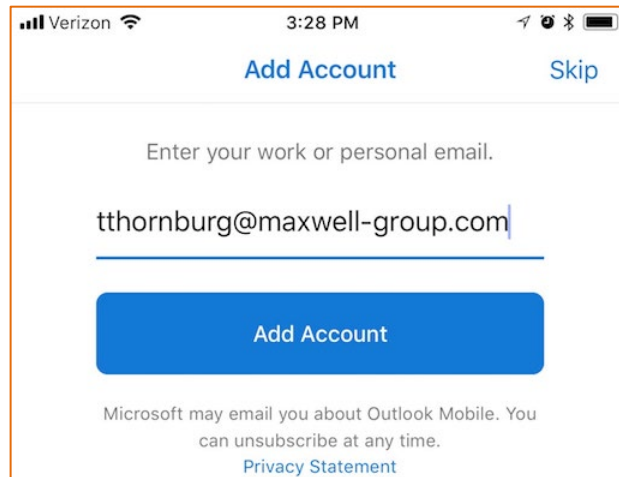 Verizon 3:28 PM
Add Account Skip
Enter your work or personal email.
tthornburg@maxwell-group.com
Add Account
Microsoft may email you about Outlook Mobile. You
can unsubscribe at any time.
Privacy Statement